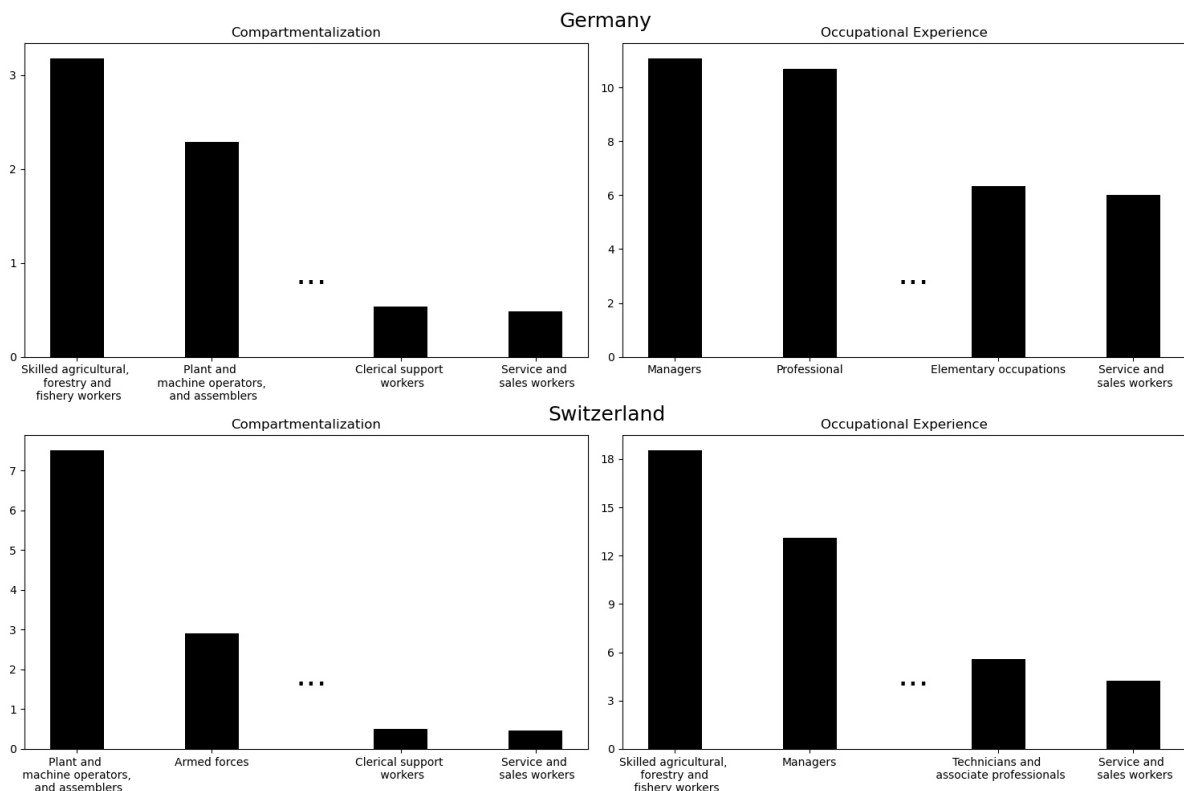 Germany
Compartmentalization
3
2
1
0
...
Skilled agricultural,
forestry and
fishery workers
Plant and
machine operators,
and assemblers
Clerical support
workers
Service and
sales workers
Occupational Experience
10
8
6
4
2
0
...
Managers
Professional
Elementary occupations
Service and
sales workers
Switzerland
Compartmentalization
7
6
5
4
3
2
1
0
...
Plant and
machine operators,
and assemblers
Armed forces
Clerical support
workers
Service and
sales workers
Occupational Experience
18
15
12
9
6
3
0
...
Skilled agricultural,
forestry and
fishery workers
Managers
Technicians and
associate professionals
Service and
sales workers